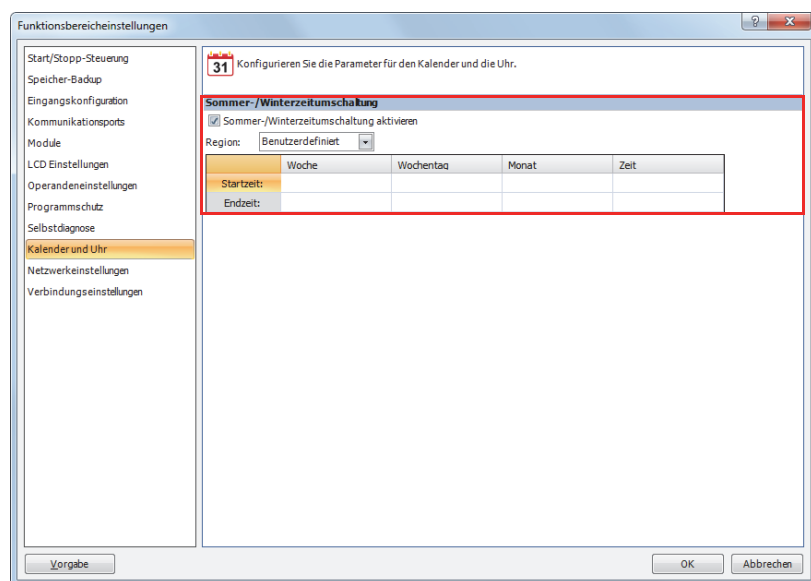 Funktionsbereicheinstellungen
?
X
Start/Stopp-Steuerung
Speicher-Backup
Eingangskonfiguration
Kommunikationsports
Module
LCD Einstellungen
Operandeneinstellungen
Programmschutz
Selbstdiagnose
Kalender und Uhr
Netzwerkeinstellungen
Verbindungseinstellungen
31 Konfigurieren Sie die Parameter für den Kalender und die Uhr.
Sommer-/Winterzeitumschaltung
Sommer-/Winterzeitumschaltung aktivieren
Region: Benutzerdefiniert
Woche Wochentag Monat Zeit
Startzeit:
Endzeit:
Vorgabe OK Abbrechen